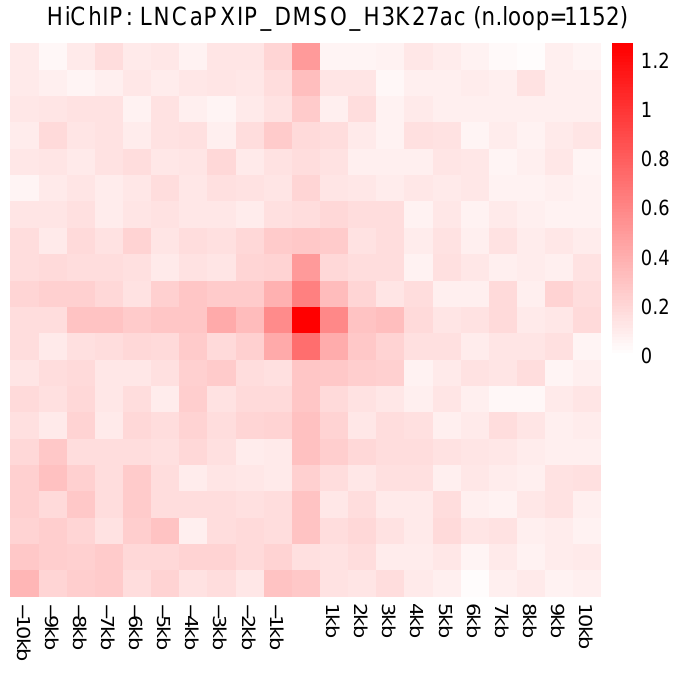 HiChIP: LNCaPXIP_DMSO_H3K27ac (n.loop=1152)
1.2
1
0.8
0.6
0.4
0.2
0
−10kb
−9kb
−8kb
−7kb
−6kb
−5kb
−4kb
−3kb
−2kb
−1kb
1kb
2kb
3kb
4kb
5kb
6kb
7kb
8kb
9kb
10kb